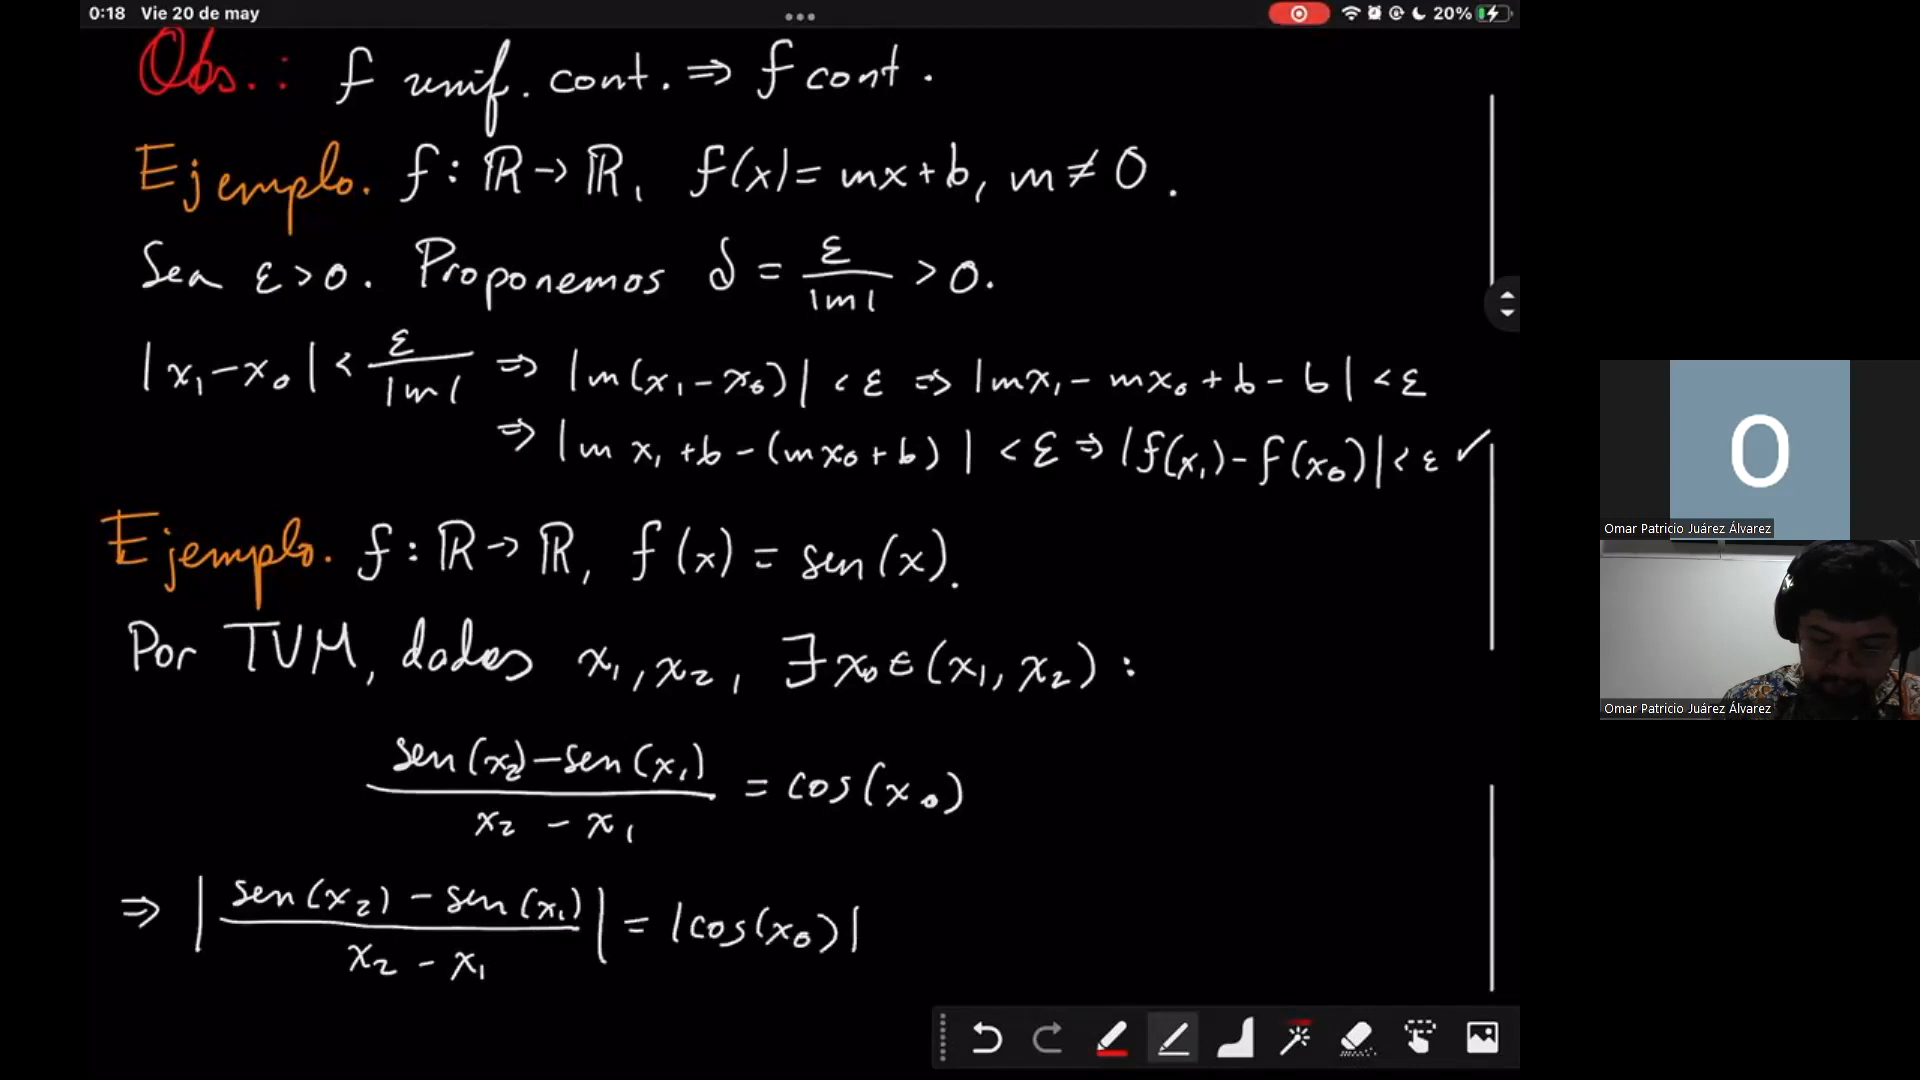 0:18 Vie 20 de may
20%
Obs.: f unif. cont. ⇒ f cont.
Ejemplo. f: ℝ→ℝ, f(x)= mx+b, m≠0.
Sea ε>0. Proponemos δ = ε/|m| > 0.
|x₁-x₀| < ε/|m| ⇒ |m(x₁-x₀)| < ε ⇒ |mx₁ - mx₀ + b - b| < ε
⇒ |mx₁ + b - (mx₀ + b)| < ε ⇒ |f(x₁) - f(x₀)| < ε ✓
Ejemplo. f: ℝ→ℝ, f(x) = sen(x).
Por TVM, dados x₁, x₂, ∃ x₀ ∈ (x₁, x₂) :
(sen(x₂) - sen(x₁))/(x₂ - x₁) = cos(x₀)
⇒ |(sen(x₂) - sen(x₁))/(x₂ - x₁)| = |cos(x₀)|
O
Omar Patricio Juárez Álvarez
Omar Patricio Juárez Álvarez